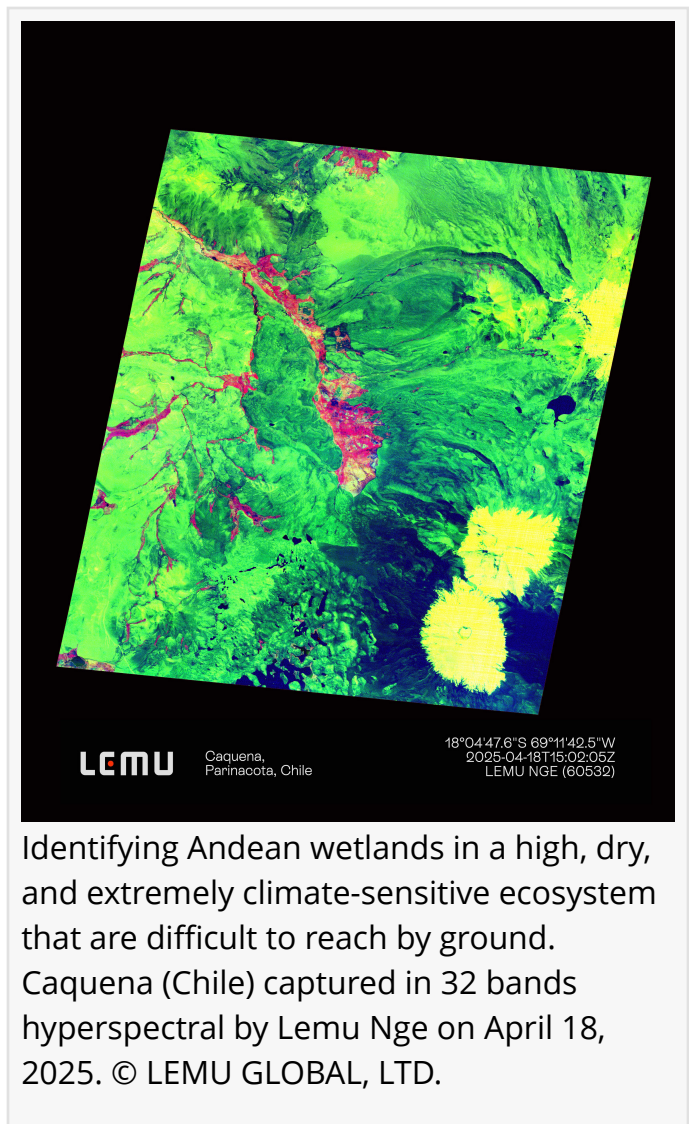 LEMU
Caquena,
Parinacota, Chile
18°04'47.6"S 69°11'42.5"W
2025-04-18T15:02:05Z
LEMU NGE (60532)
Identifying Andean wetlands in a high, dry,
and extremely climate-sensitive ecosystem
that are difficult to reach by ground.
Caquena (Chile) captured in 32 bands
hyperspectral by Lemu Nge on April 18,
2025. © LEMU GLOBAL, LTD.